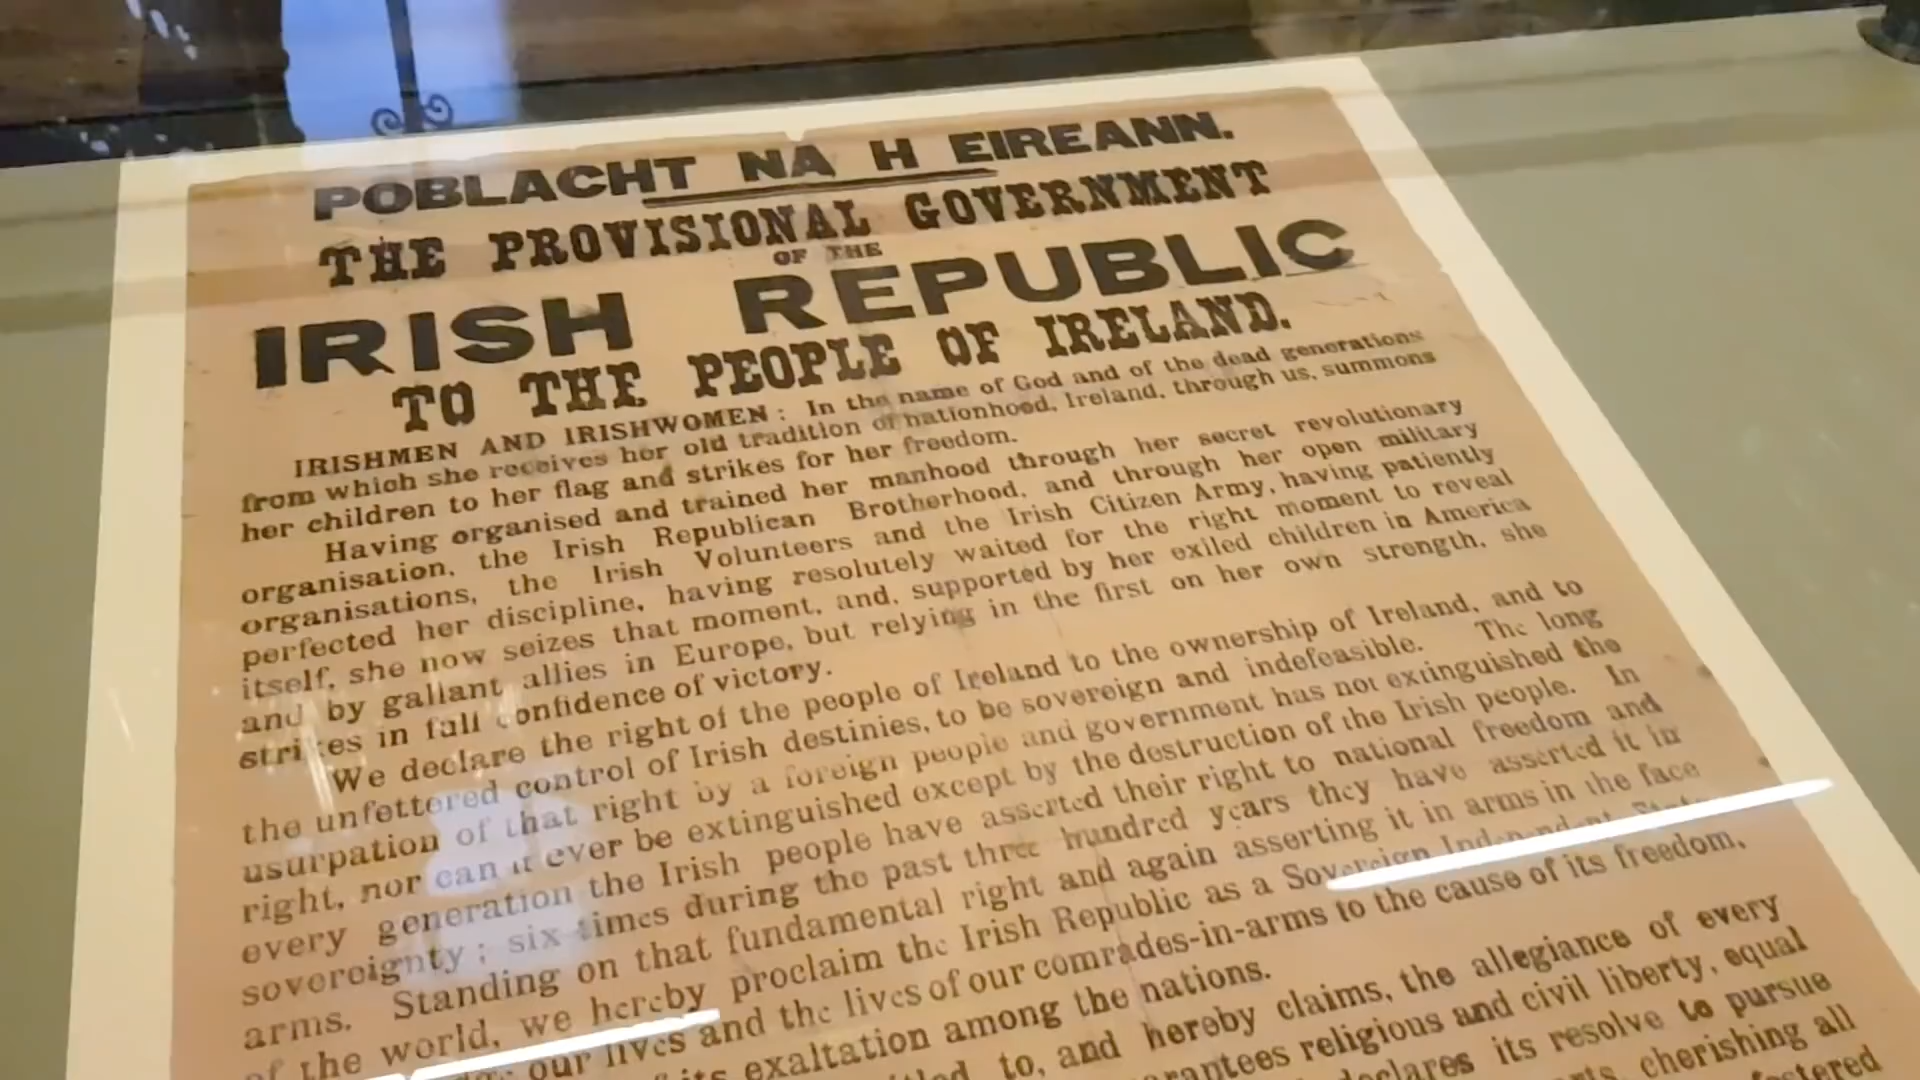 POBLACHT NA H EIREANN.
THE PROVISIONAL GOVERNMENT
OF THE
IRISH REPUBLIC
TO THE PEOPLE OF IRELAND.
IRISHMEN AND IRISHWOMEN : In the name of God and of the dead generations
from which she receives her old tradition of nationhood, Ireland, through us, summons
her children to her flag and strikes for her freedom.
Having organised and trained her manhood through her secret revolutionary
organisation, the Irish Republican Brotherhood, and through her open military
organisations, the Irish Volunteers and the Irish Citizen Army, having patiently
perfected her discipline, having resolutely waited for the right moment to reveal
itself, she now seizes that moment, and, supported by her exiled children in America
and by gallant allies in Europe, but relying in the first on her own strength, she
strikes in full confidence of victory.
We declare the right of the people of Ireland to the ownership of Ireland, and to
the unfettered control of Irish destinies, to be sovereign and indefeasible. The long
usurpation of that right by a foreign people and government has not extinguished the
right, nor can it ever be extinguished except by the destruction of the Irish people. In
every generation the Irish people have asserted their right to national freedom and
sovereignty ; six times during the past three hundred years they have asserted it in
arms. Standing on that fundamental right and again asserting it in arms in the face
of the world, we hereby proclaim the Irish Republic as a Sovereign Independent State
our lives and the lives of our comrades-in-arms to the cause of its freedom,
its exaltation among the nations.
to, and hereby claims, the allegiance of every
religious and civil liberty, equal
its resolve to pursue
cherishing all